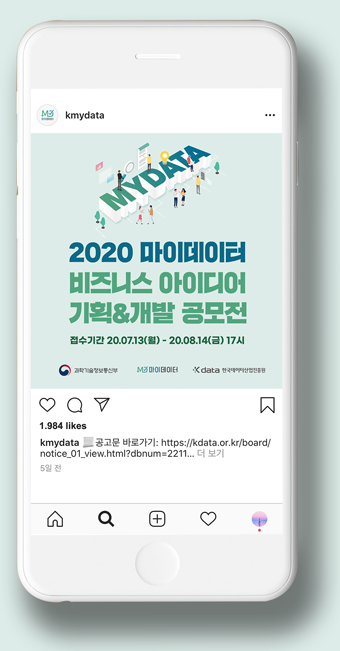 kmydata
MYDATA
2020 마이데이터
비즈니스 아이디어
기획&개발 공모전
접수기간 20.07.13(월) - 20.08.14(금) 17시
과학기술정보통신부 MD 마이데이터 Kdata 한국데이터산업진흥원
1.984 likes
kmydata 공고문 바로가기: https://kdata.or.kr/board/
notice_01_view.html?dbnum=2211... 더 보기
5일 전